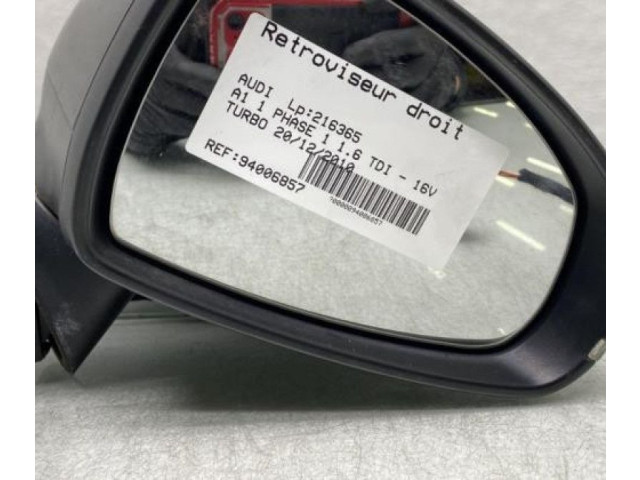 Retroviseur droit
AUDI Lp:216365
A1 1 PHASE 1 1.6 TDI - 16V
TURBO 20/12/2010
REF:94006857
*0000094006857